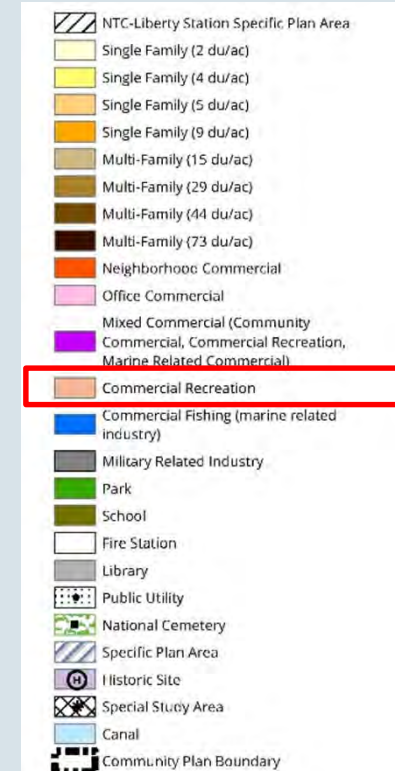 NTC-Liberty Station Specific Plan Area
Single Family (2 du/ac)
Single Family (4 du/ac)
Single Family (5 du/ac)
Single Family (9 du/ac)
Multi-Family (15 du/ac)
Multi-Family (29 du/ac)
Multi-Family (44 du/ac)
Multi-Family (73 du/ac)
Neighborhood Commercial
Office Commercial
Mixed Commercial (Community
Commercial, Commercial Recreation,
Marine Related Commercial)
Commercial Recreation
Commercial Fishing (marine related
industry)
Military Related Industry
Park
School
Fire Station
Library
Public Utility
National Cemetery
Specific Plan Area
H Historic Site
Special Study Area
Canal
Community Plan Boundary